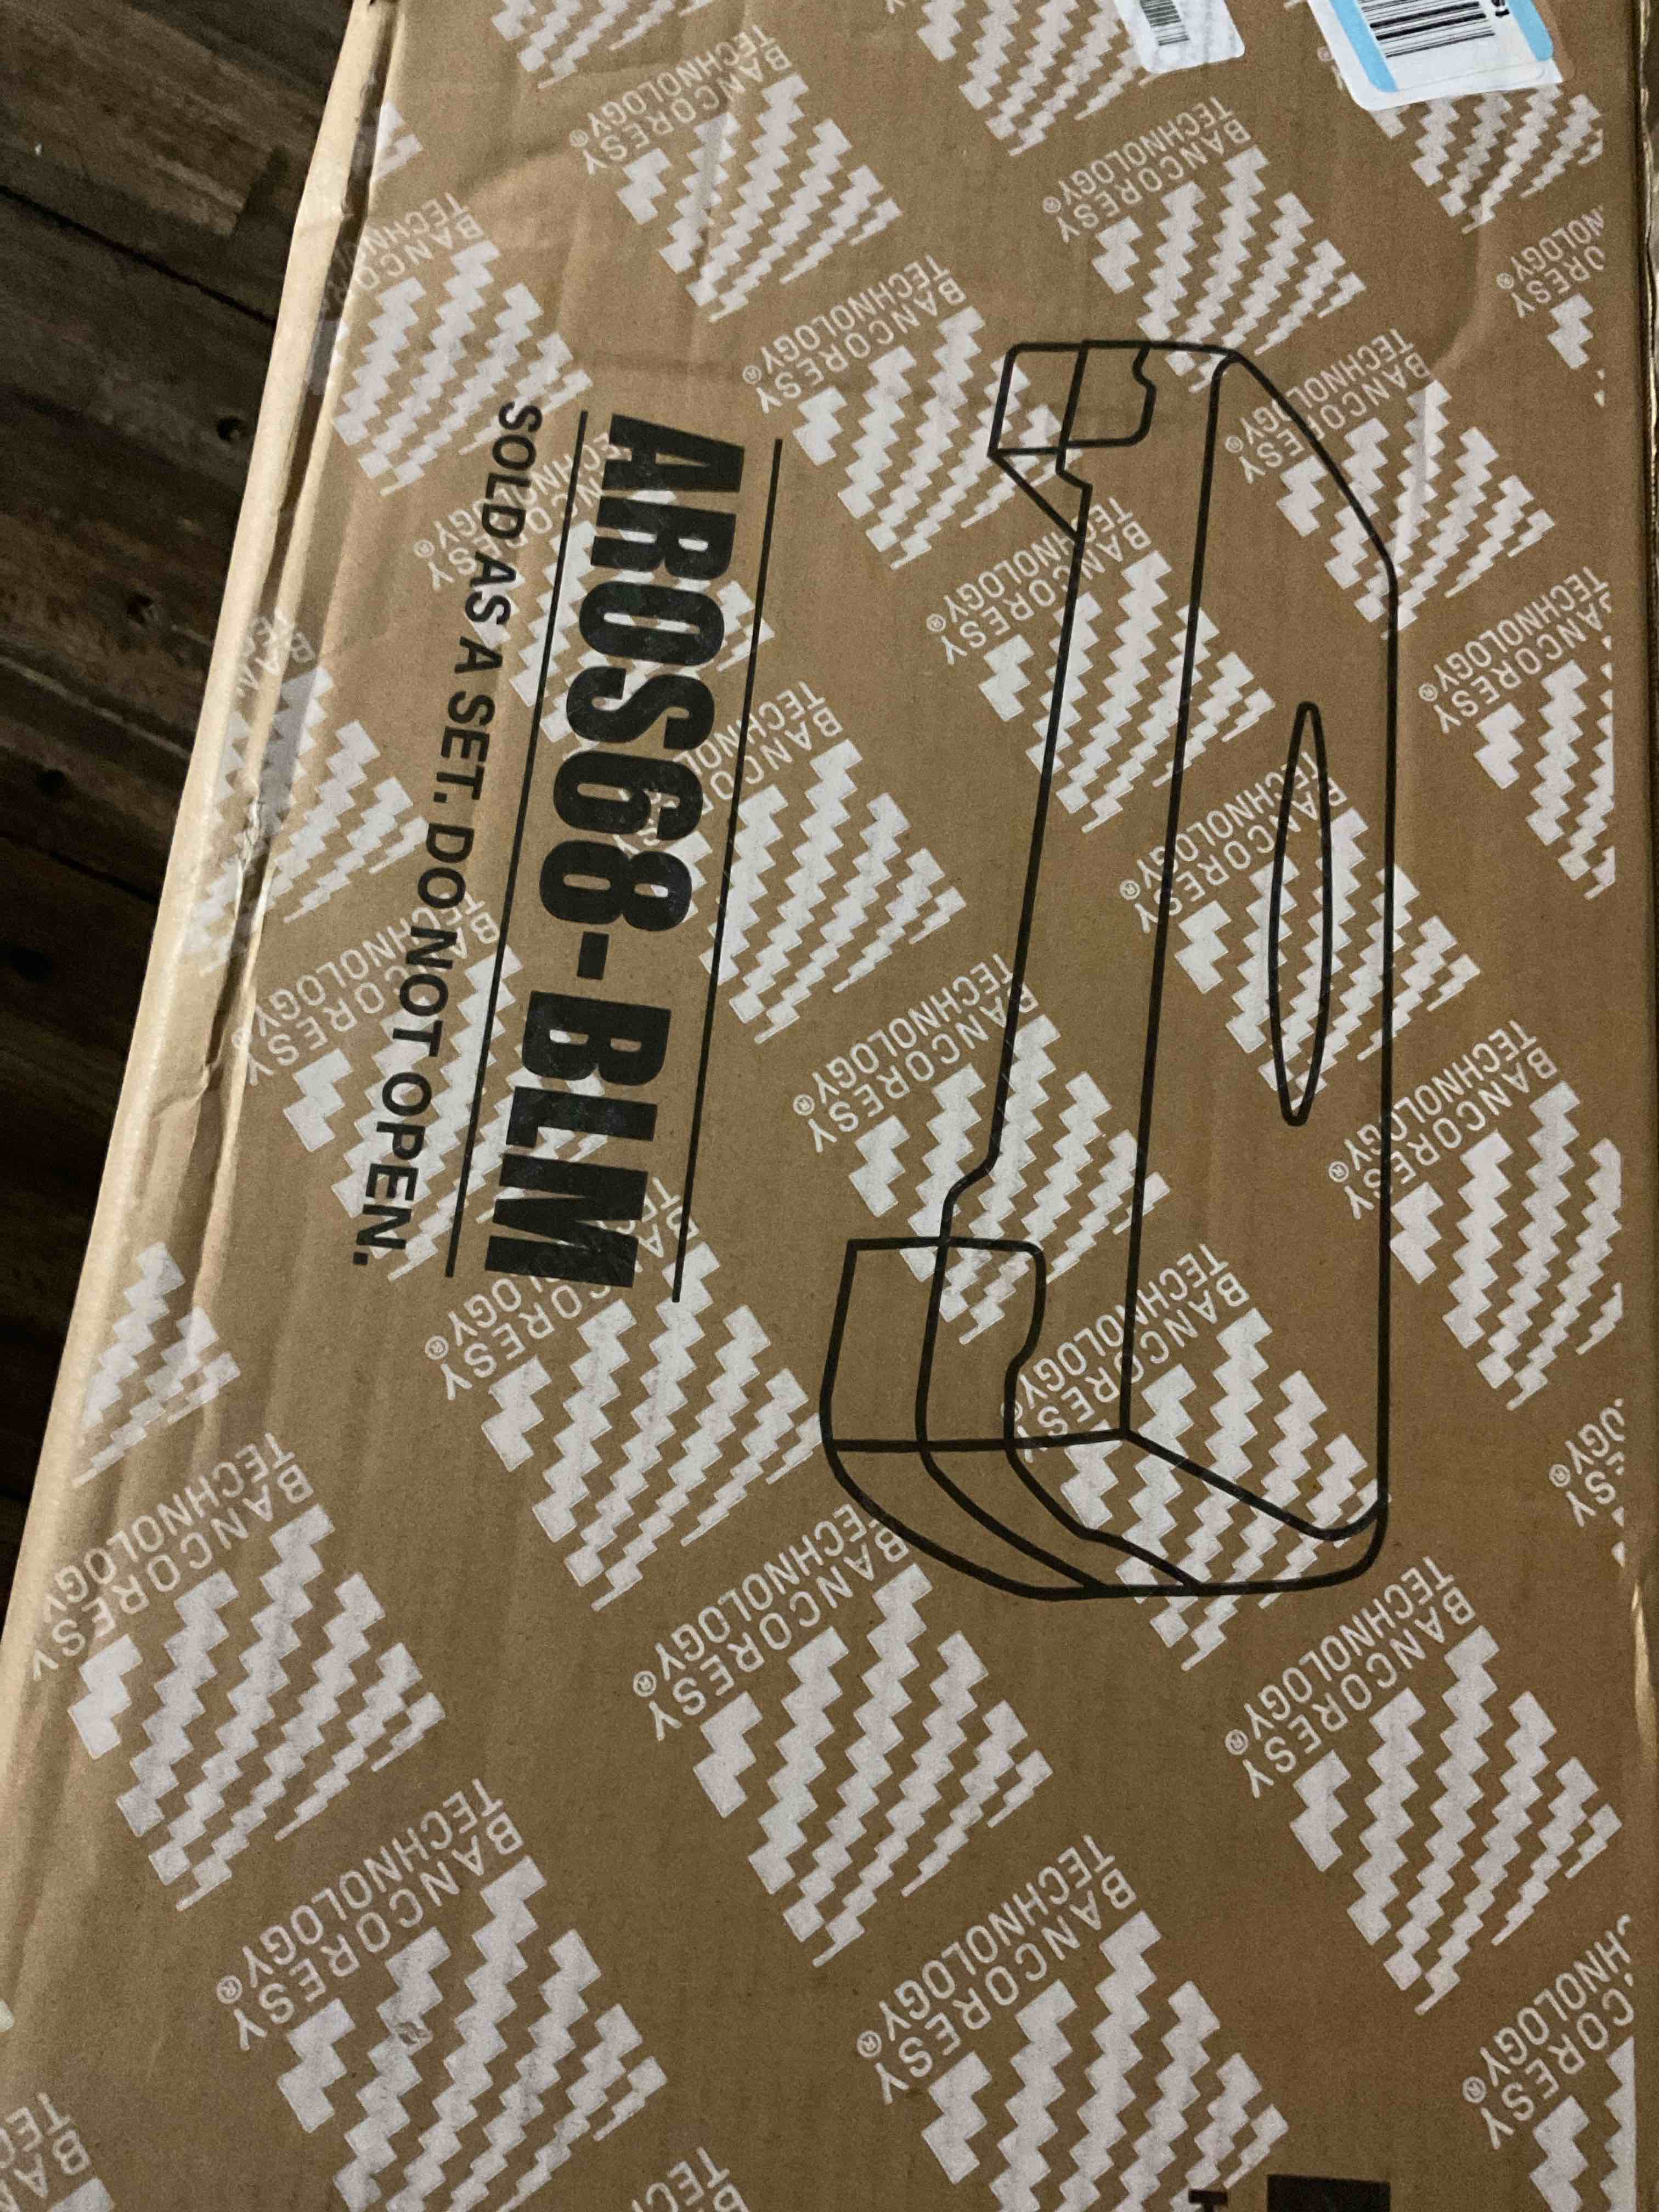 AROS68-BLM
SOLD AS A SET. DO NOT OPEN.
BANCORESY
TECHNOLOGY®